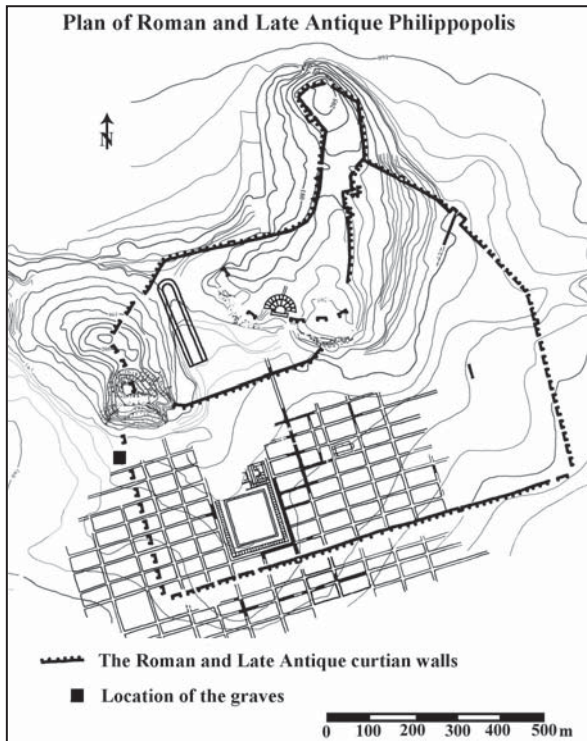 Plan of Roman and Late Antique Philippopolis
N
The Roman and Late Antique curtian walls
Location of the graves
0 100 200 300 400 500 m